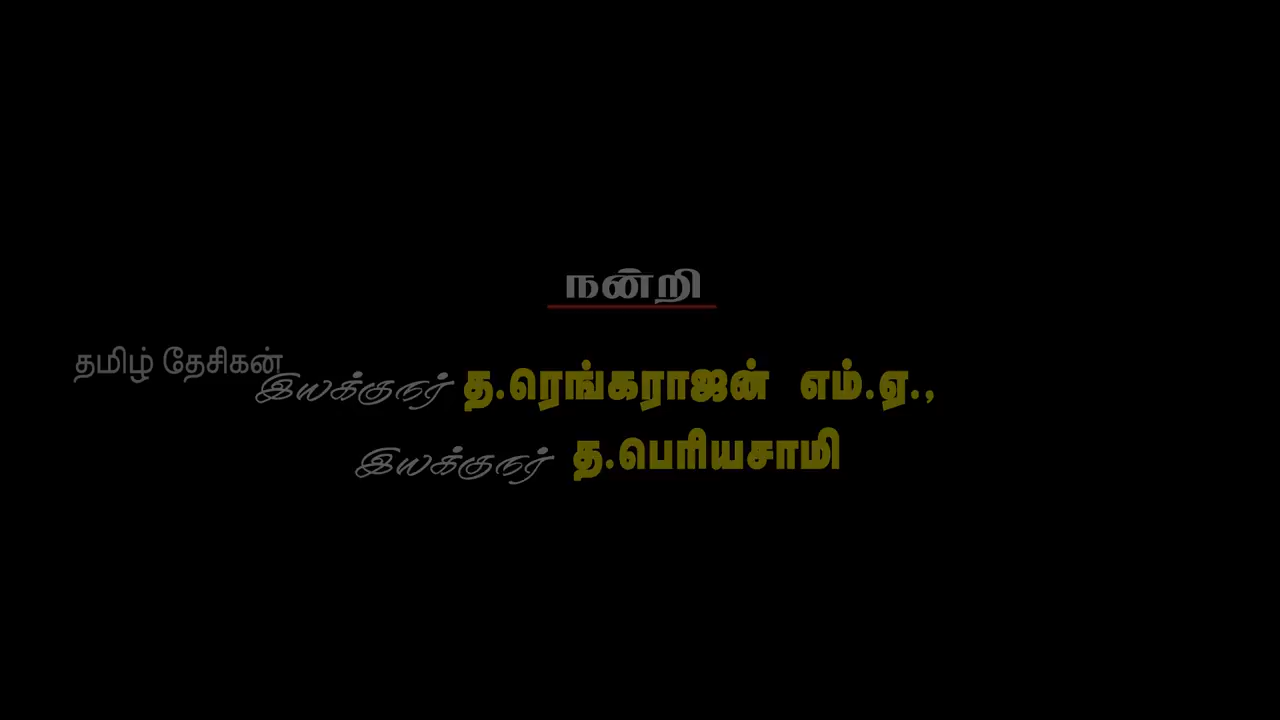 நன்றி
தமிழ் தேசிகன்
இயக்குநர் த.ரெங்கராஜன் எம்.ஏ.,
இயக்குநர் த.பெரியசாமி